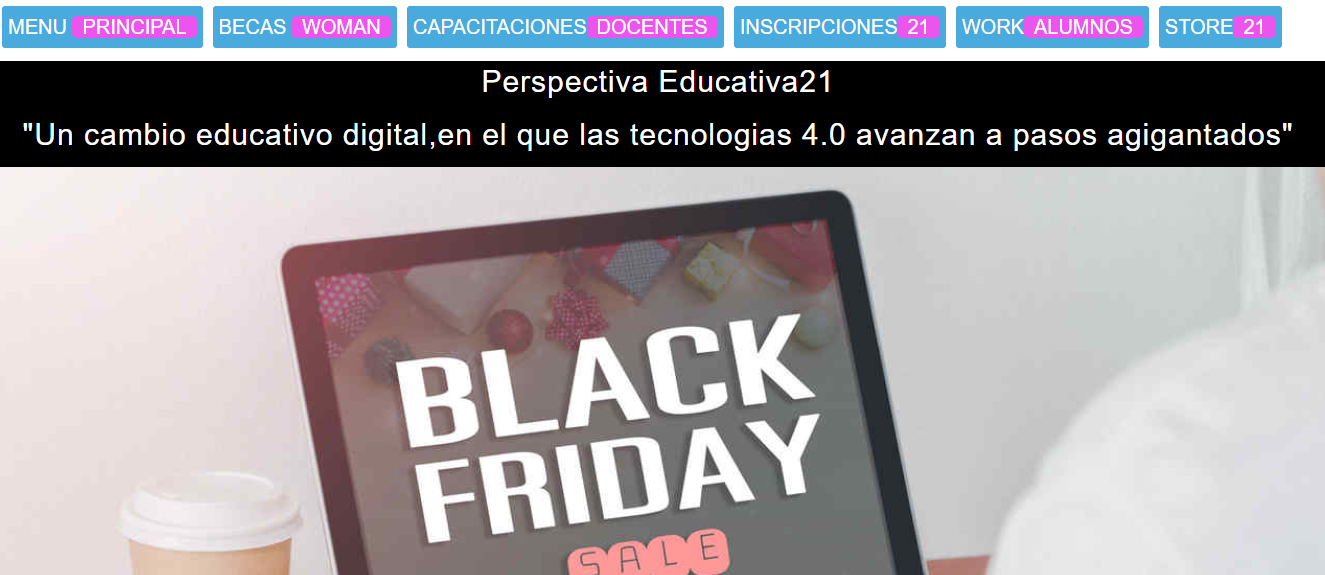 MENU PRINCIPAL BECAS WOMAN CAPACITACIONES DOCENTES INSCRIPCIONES 21 WORK ALUMNOS STORE 21
Perspectiva Educativa21
"Un cambio educativo digital,en el que las tecnologias 4.0 avanzan a pasos agigantados"
BLACK
FRIDAY
SALE